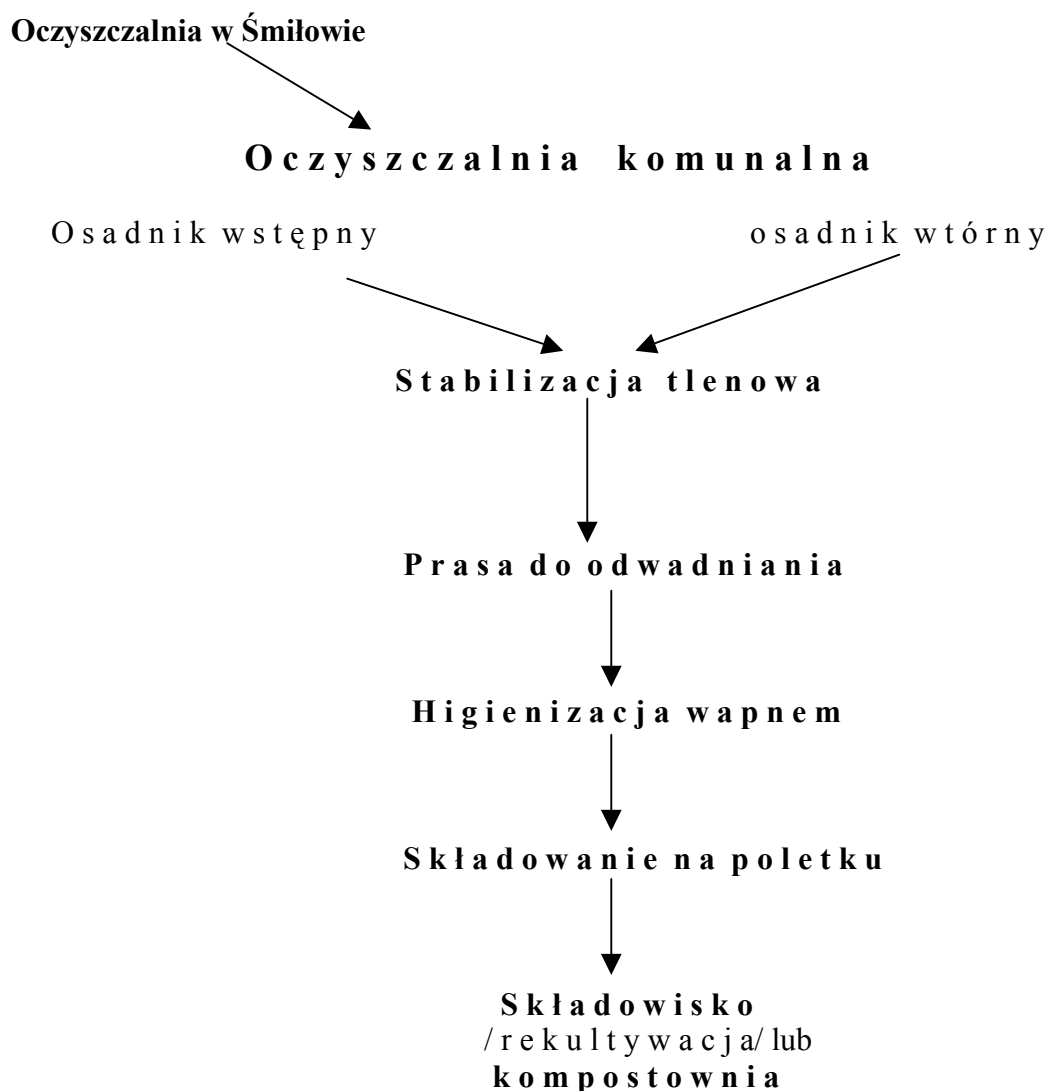 Oczyszczalnia w Śmiłowie
Oczyszczalnia komunalna
Osadnik wstępny
osadnik wtórny
Stabilizacja tlenowa
Prasa do odwadniania
Higienizacja wapnem
Składowanie na poletku
Składowisko
/rekultywacja/ lub
kompostownia